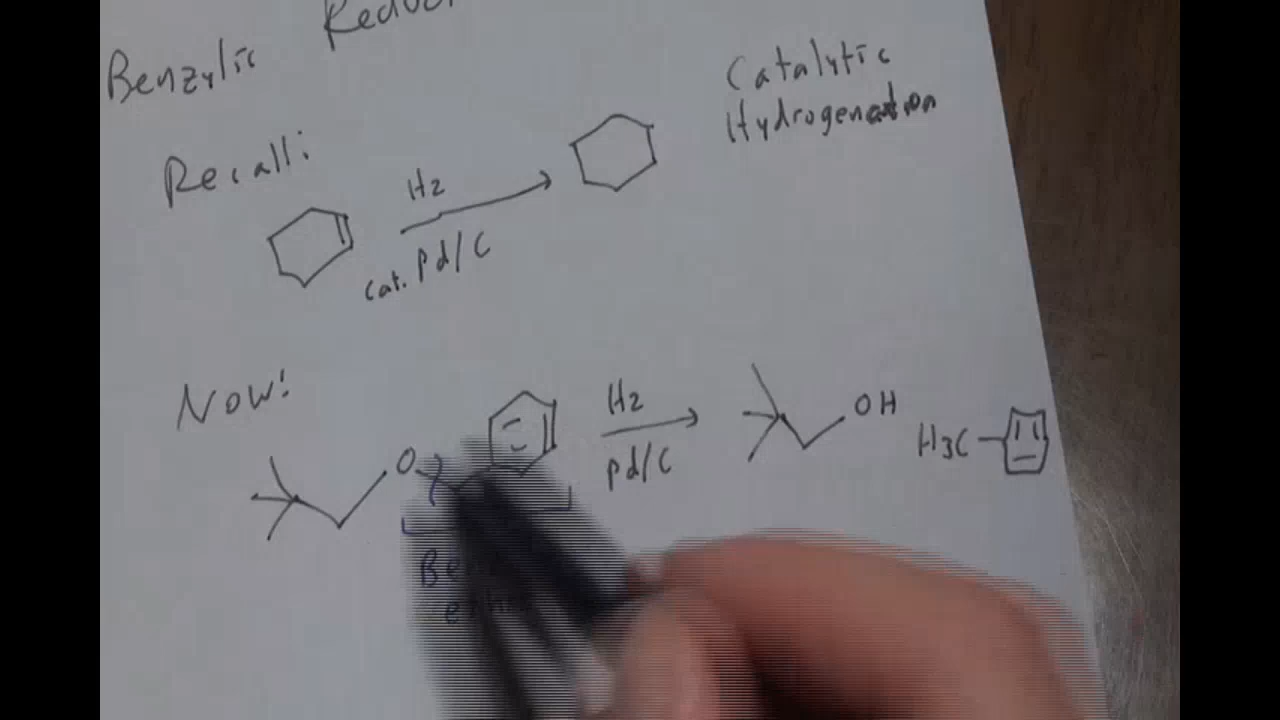 Benzylic
Catalytic
Hydrogenation
Recall:
H2
cat. Pd/C
Now!
O
H2
Pd/C
OH
H3C